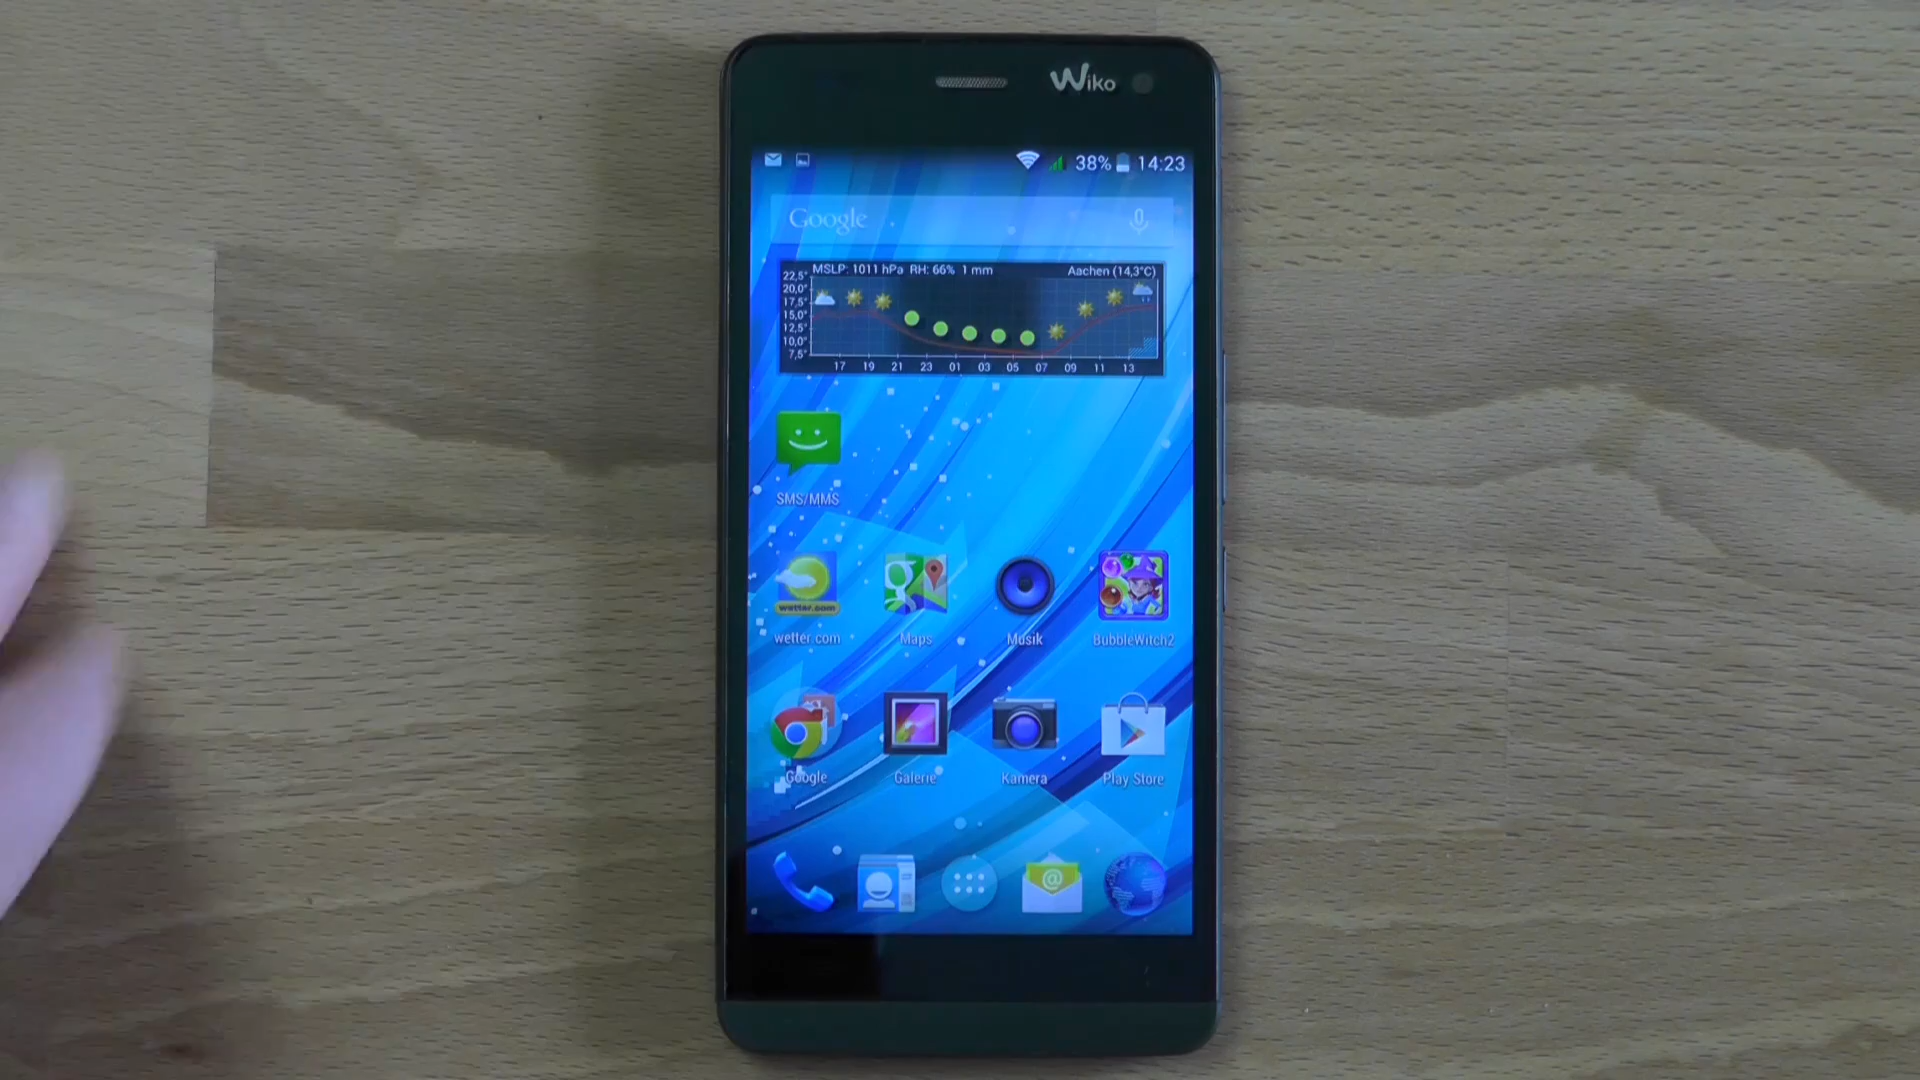 Wiko
38% 14:23
Google
MSLP: 1011 hPa RH: 66% 1 mm Aachen (14,3°C)
22,5°
20,0°
17,5°
15,0°
12,5°
10,0°
7,5°
17 19 21 23 01 03 05 07 09 11 13
SMS/MMS
wetter.com
wetter.com Maps Musik BubbleWitch2
Google Galerie Kamera Play Store
@